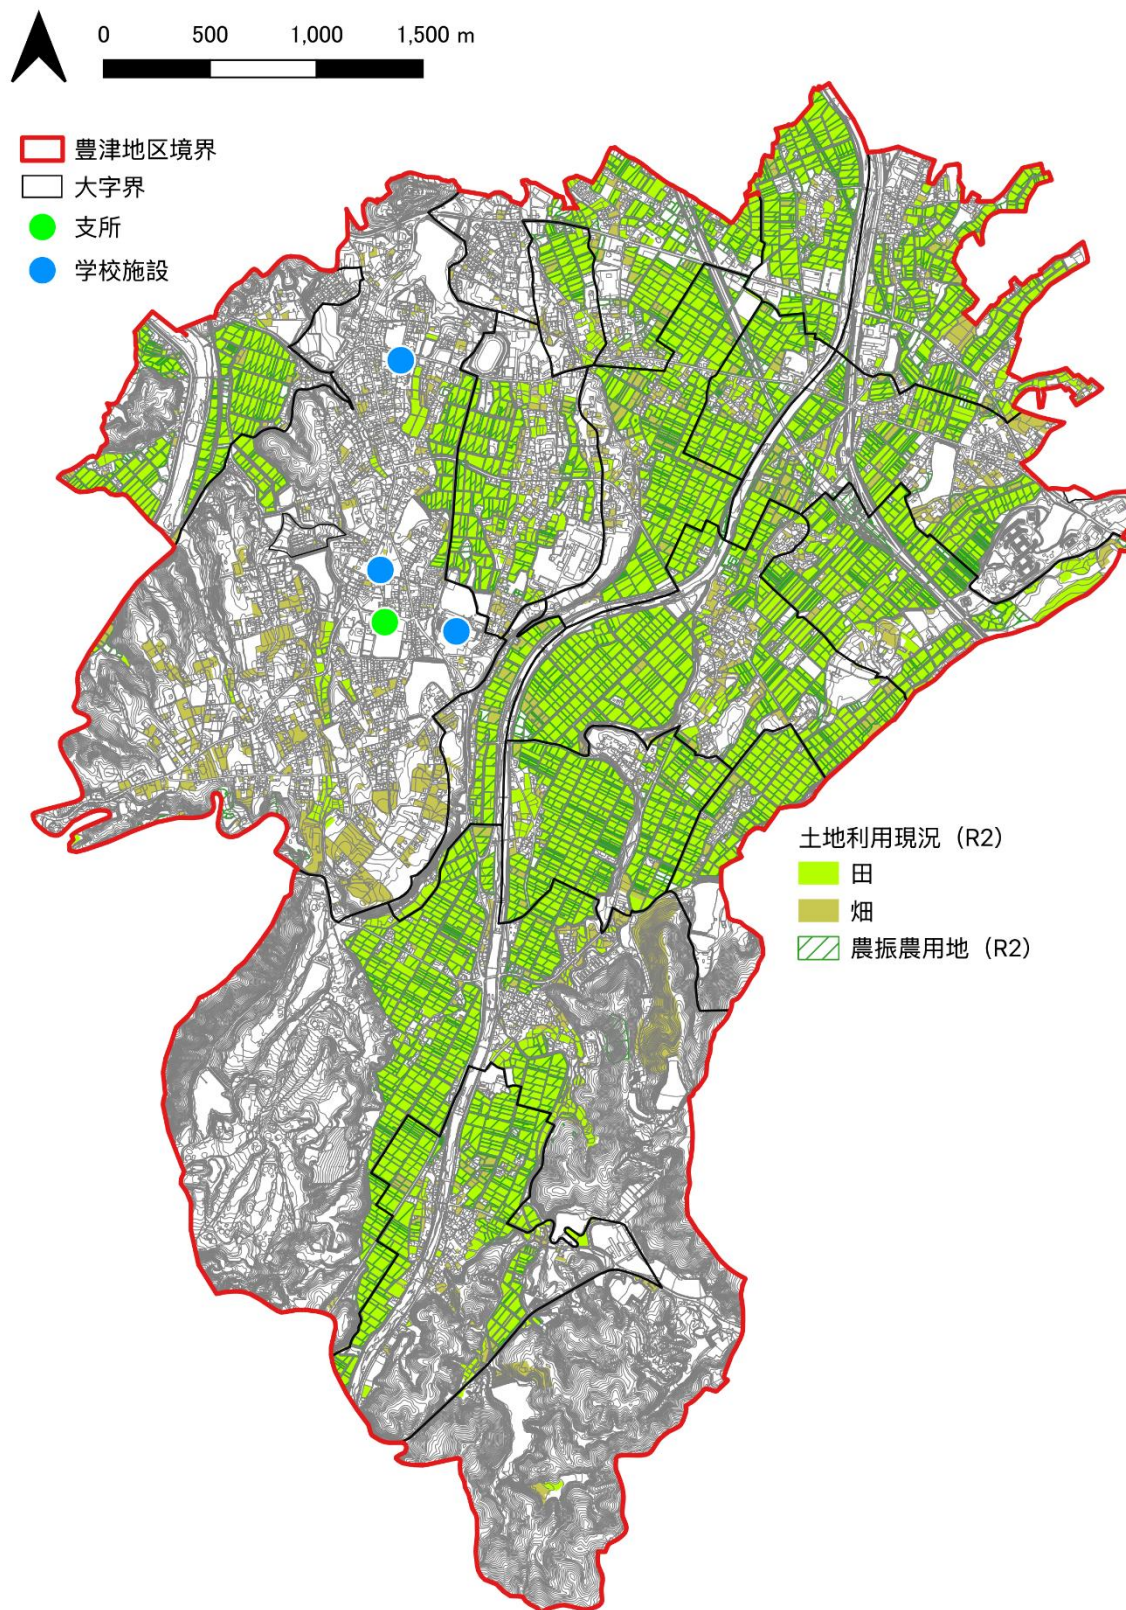 0 500 1,000 1,500 m
豊津地区境界
大字界
支所
学校施設
土地利用現況（R2）
田
畑
農振農用地（R2）